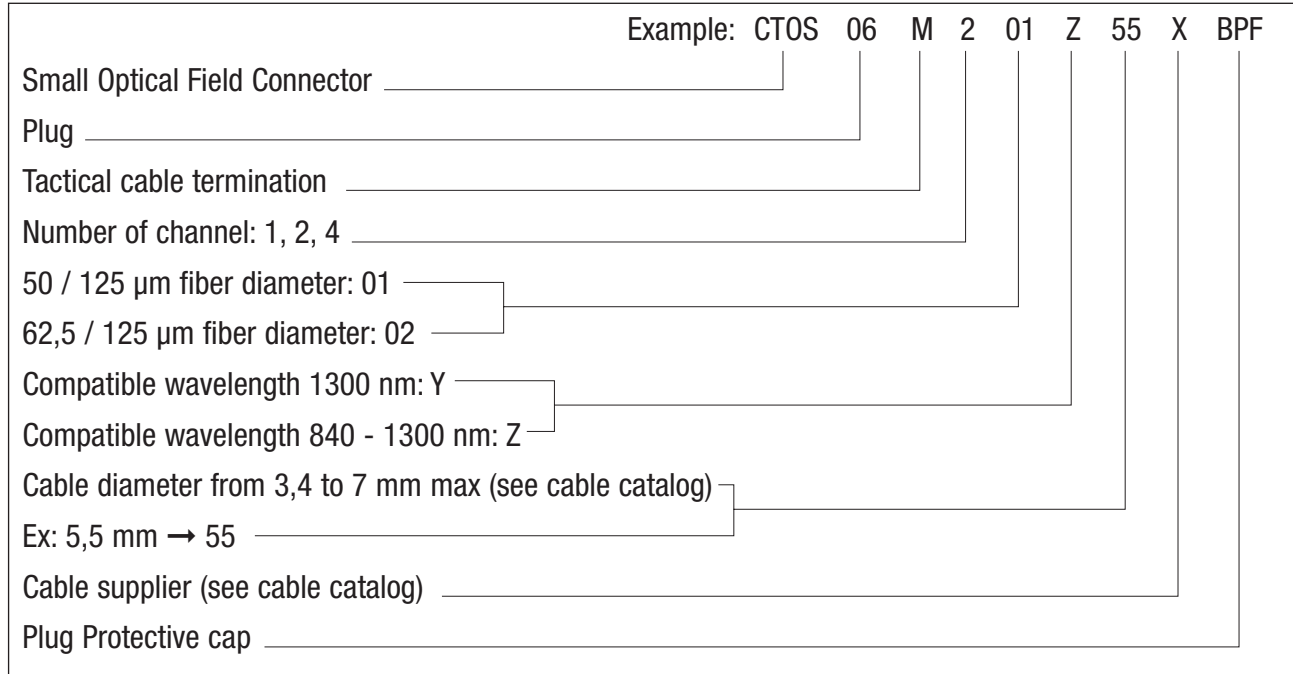 Example: CTOS 06 M 2 01 Z 55 X BPF
Small Optical Field Connector
Plug
Tactical cable termination
Number of channel: 1, 2, 4
50 / 125 µm fiber diameter: 01
62,5 / 125 µm fiber diameter: 02
Compatible wavelength 1300 nm: Y
Compatible wavelength 840 - 1300 nm: Z
Cable diameter from 3,4 to 7 mm max (see cable catalog)
Ex: 5,5 mm → 55
Cable supplier (see cable catalog)
Plug Protective cap